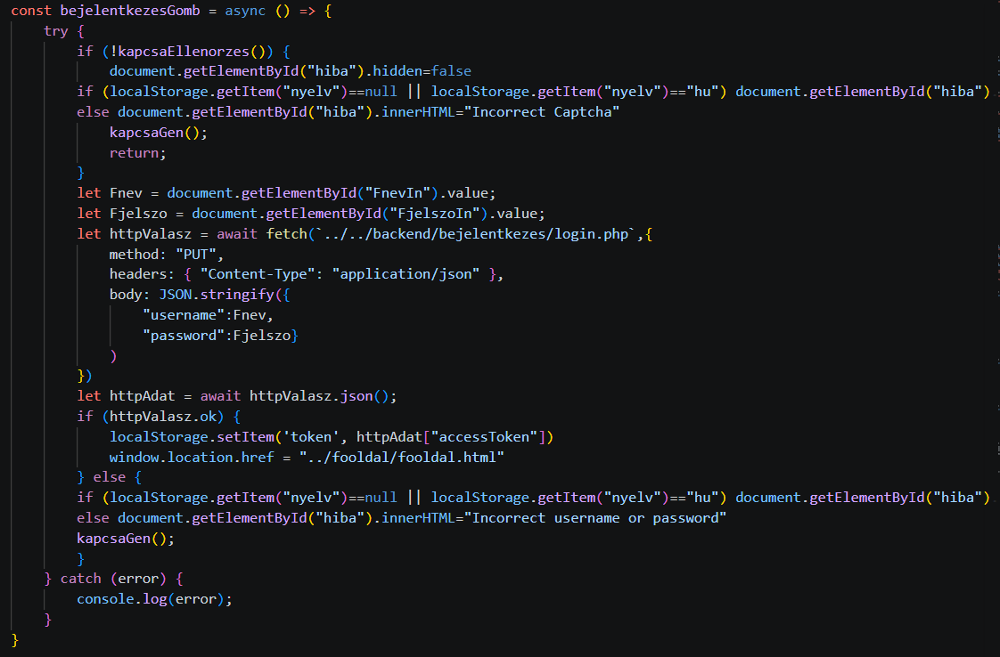 const bejelentkezesGomb = async () => {
    try {
        if (!kapcsaEllenorzes()) {
            document.getElementById("hiba").hidden=false
        if (localStorage.getItem("nyelv")==null || localStorage.getItem("nyelv")=="hu") document.getElementById("hiba")
        else document.getElementById("hiba").innerHTML="Incorrect Captcha"
            kapcsaGen();
            return;
        }
        let Fnev = document.getElementById("FnevIn").value;
        let Fjelszo = document.getElementById("FjelszoIn").value;
        let httpValasz = await fetch(`../../backend/bejelentkezes/login.php`,{
            method: "PUT",
            headers: { "Content-Type": "application/json" },
            body: JSON.stringify({
                "username":Fnev,
                "password":Fjelszo}
            )
        })
        let httpAdat = await httpValasz.json();
        if (httpValasz.ok) {
            localStorage.setItem('token', httpAdat["accessToken"])
            window.location.href = "../fooldal/fooldal.html"
        } else {
        if (localStorage.getItem("nyelv")==null || localStorage.getItem("nyelv")=="hu") document.getElementById("hiba")
        else document.getElementById("hiba").innerHTML="Incorrect username or password"
        kapcsaGen();
        }
    } catch (error) {
        console.log(error);
    }
}